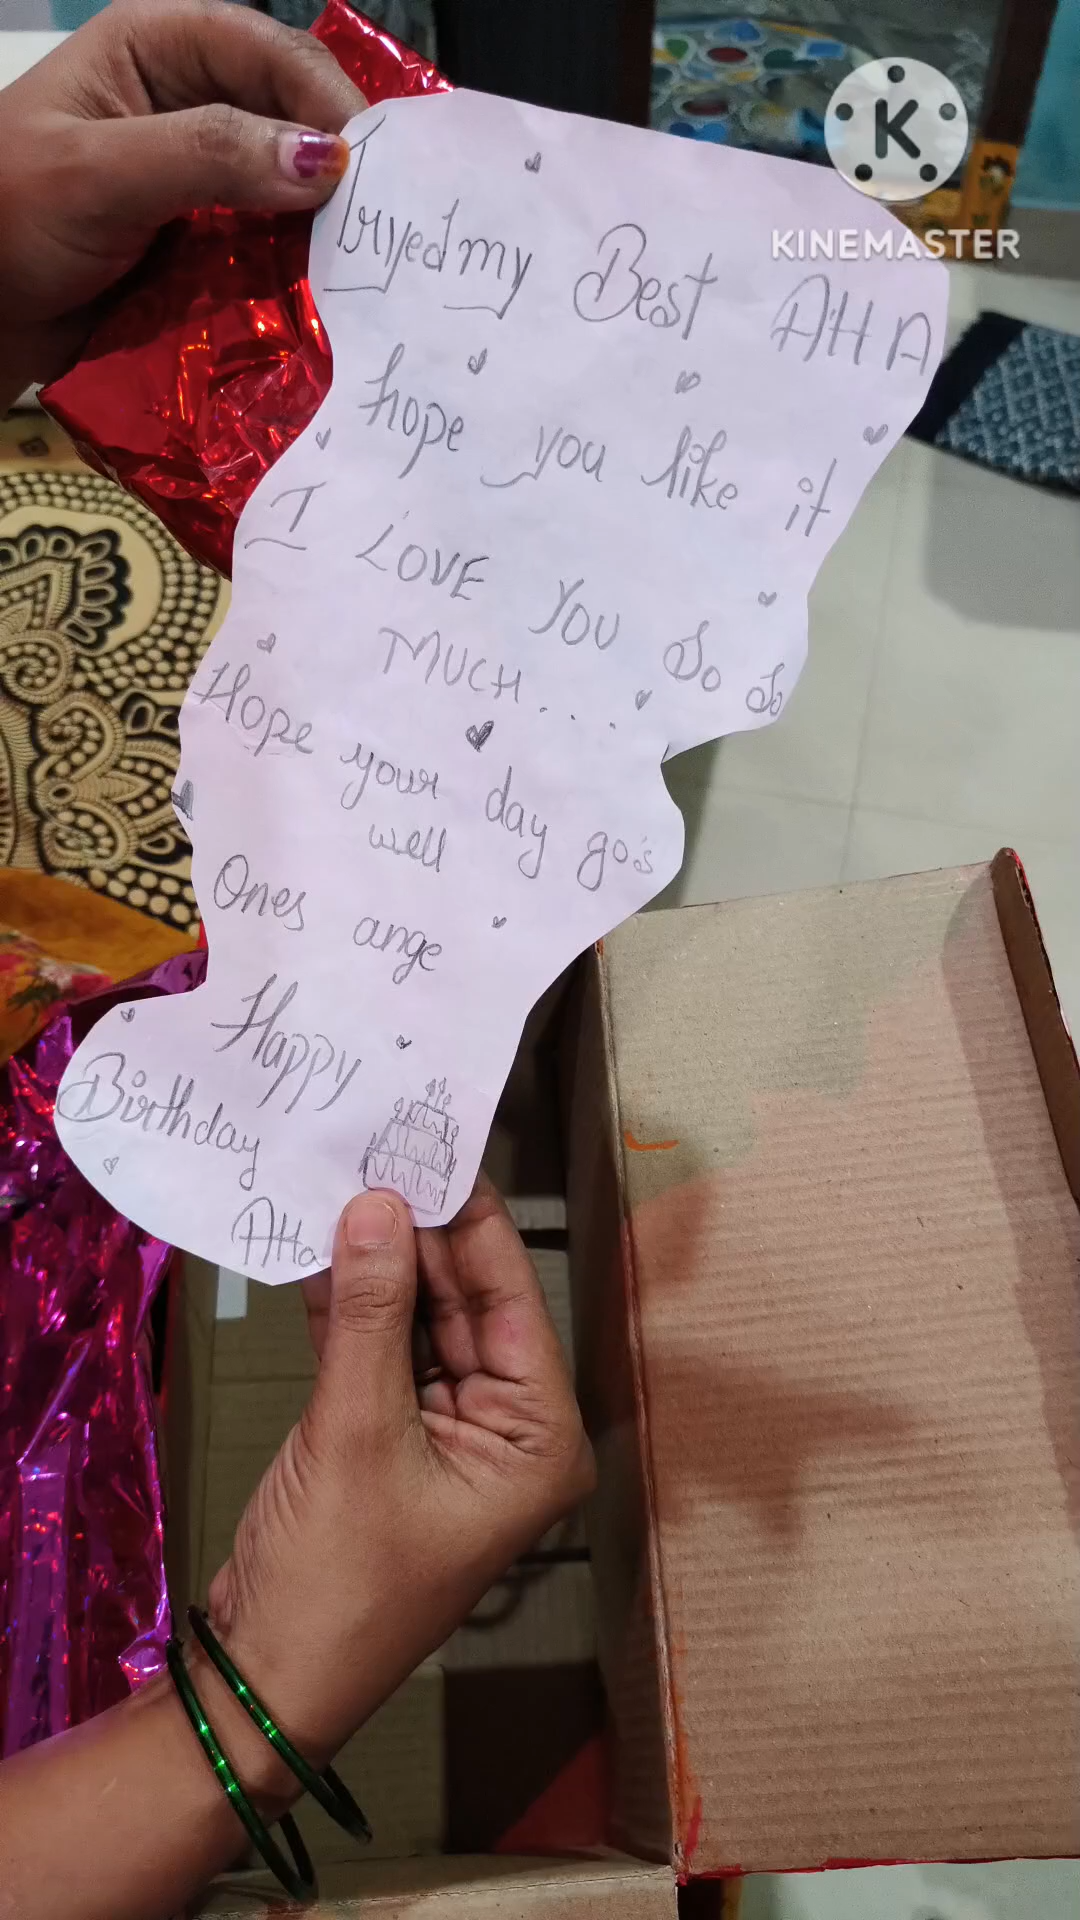 K
KINEMASTER
Tryed my Best AHA
hope you like it
I LOVE YOU So So
MUCH....
Hope your day go's
well
Ones ange
Happy
Birthday
AHa